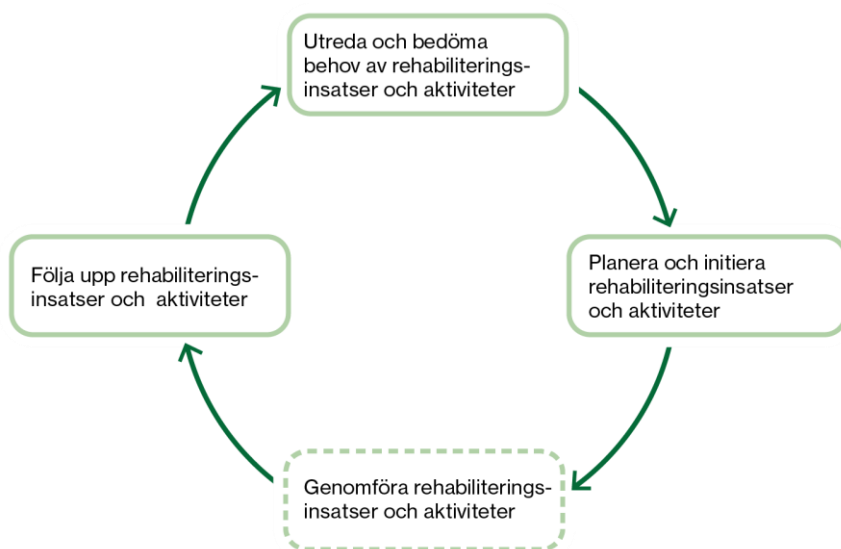 Utreda och bedöma
behov av rehabiliterings-
insatser och aktiviteter
Planera och initiera
rehabiliteringsinsatser
och aktiviteter
Genomföra rehabiliterings-
insatser och aktiviteter
Följa upp rehabiliterings-
insatser och  aktiviteter